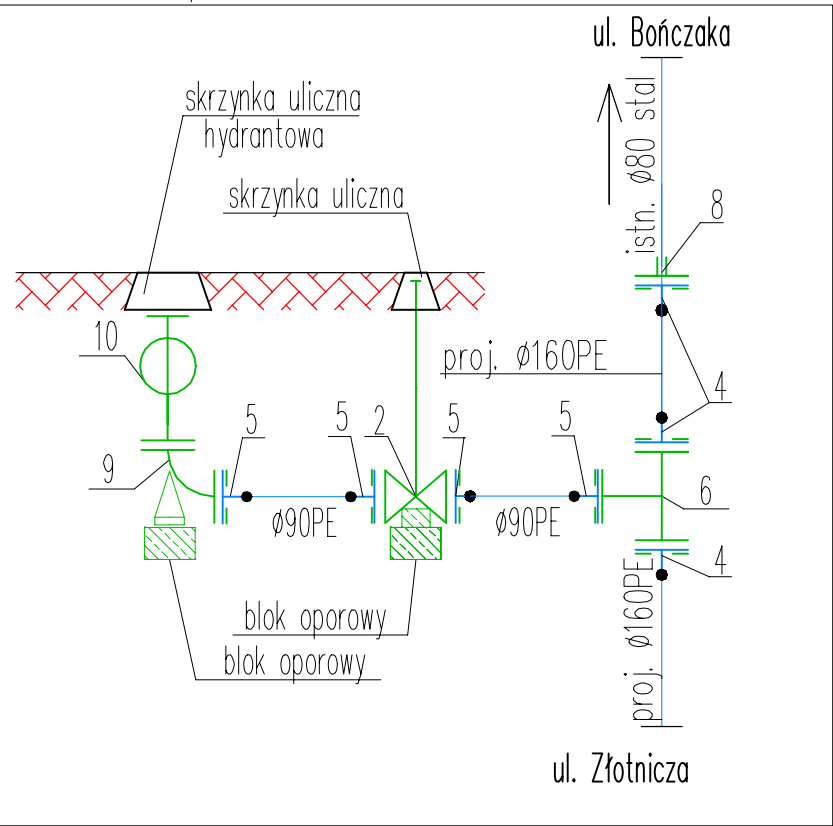 ul. Bończaka
skrzynka uliczna
hydrantowa
skrzynka uliczna
istn. ø80 stal
8
10
proj. ø160PE
4
5
5
2
5
5
9
6
ø90PE
ø90PE
4
proj. ø160PE
blok oporowy
blok oporowy
ul. Złotnicza